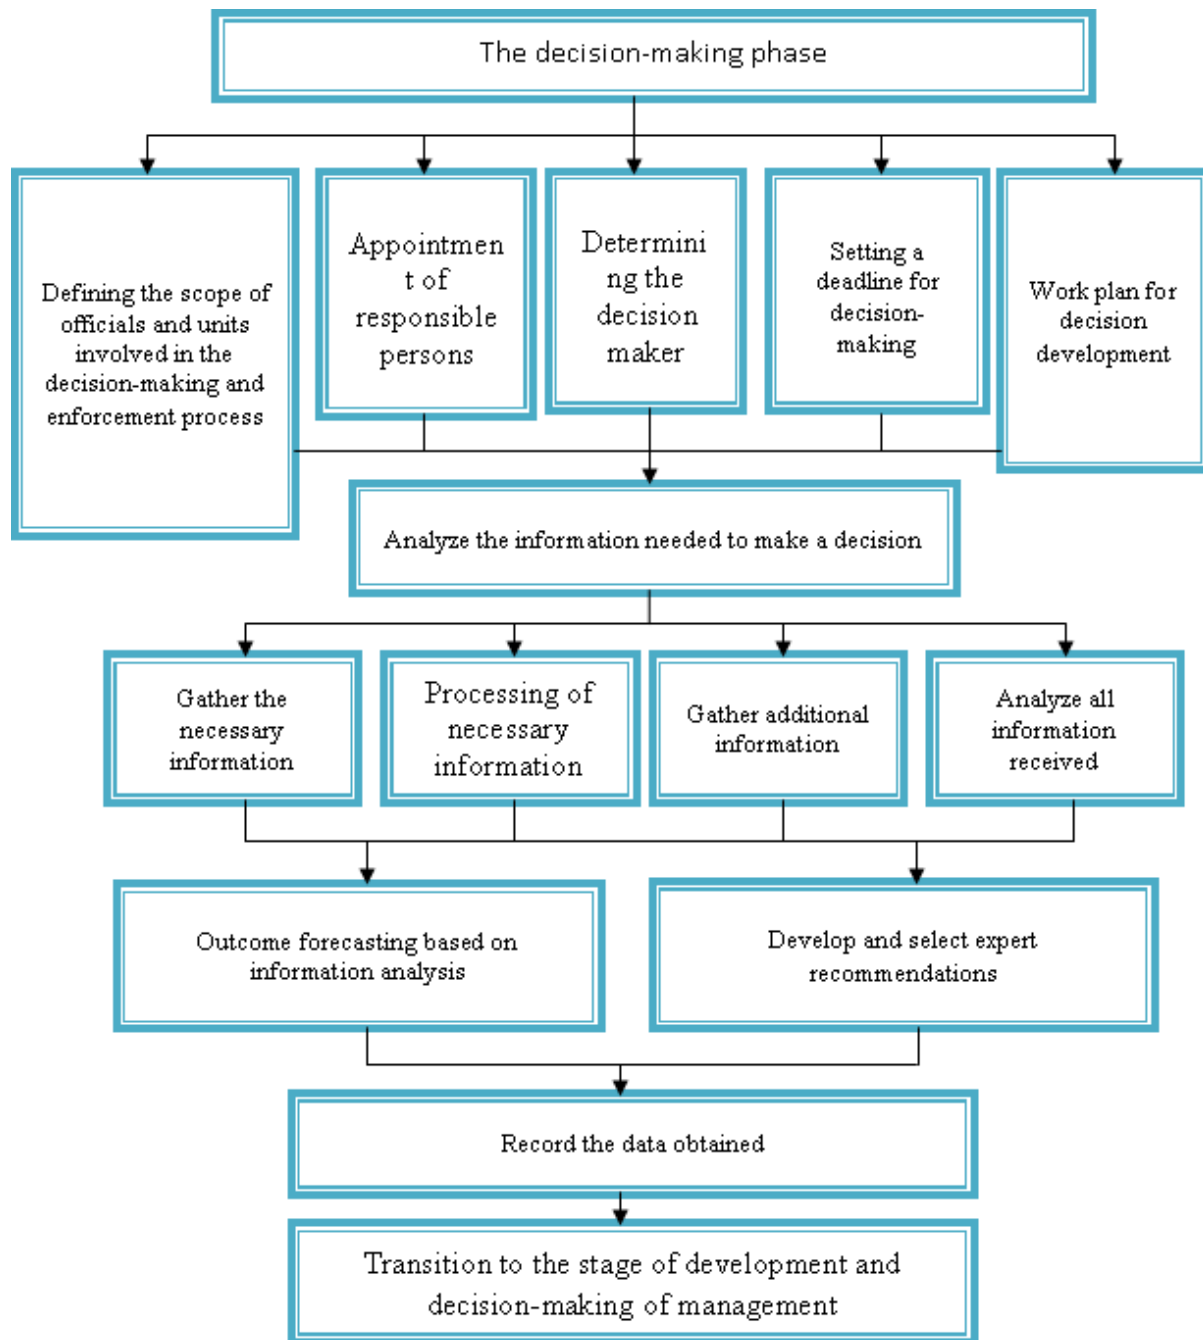 The decision-making phase
Defining the scope of
officials and units
involved in the
decision-making and
enforcement process
Appointmen
t of
responsible
persons
Determini
ng the
decision
maker
Setting a
deadline for
decision-
making
Work plan for
decision
development
Analyze the information needed to make a decision
Gather the
necessary
information
Processing of
necessary
information
Gather additional
information
Analyze all
information
received
Outcome forecasting based on
information analysis
Develop and select expert
recommendations
Record the data obtained
Transition to the stage of development and
decision-making of management